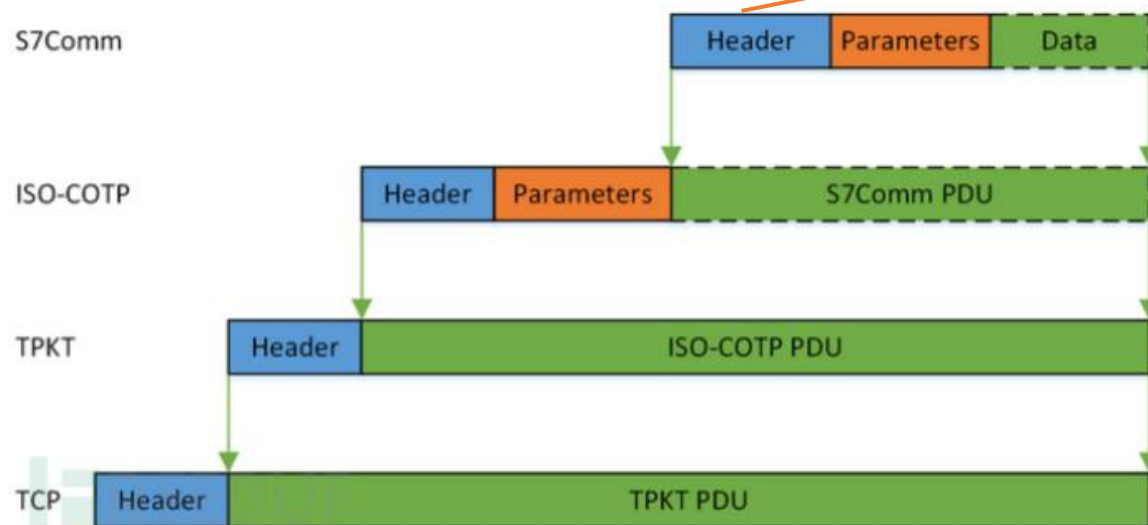 S7Comm Header Parameters Data
ISO-COTP Header Parameters S7Comm PDU
TPKT Header ISO-COTP PDU
TCP Header TPKT PDU